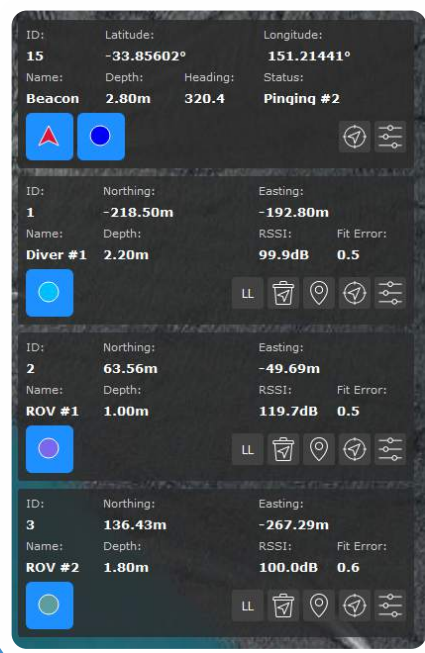 ID: Latitude: Longitude:
15 -33.85602° 151.21441°
Name: Depth: Heading: Status:
Beacon 2.80m 320.4 Pinging #2
ID: Northing: Easting:
1 -218.50m -192.80m
Name: Depth: RSSI: Fit Error:
Diver #1 2.20m 99.9dB 0.5
LL
ID: Northing: Easting:
2 63.56m -49.69m
Name: Depth: RSSI: Fit Error:
ROV #1 1.00m 119.7dB 0.5
LL
ID: Northing: Easting:
3 136.43m -267.29m
Name: Depth: RSSI: Fit Error:
ROV #2 1.80m 100.0dB 0.6
LL